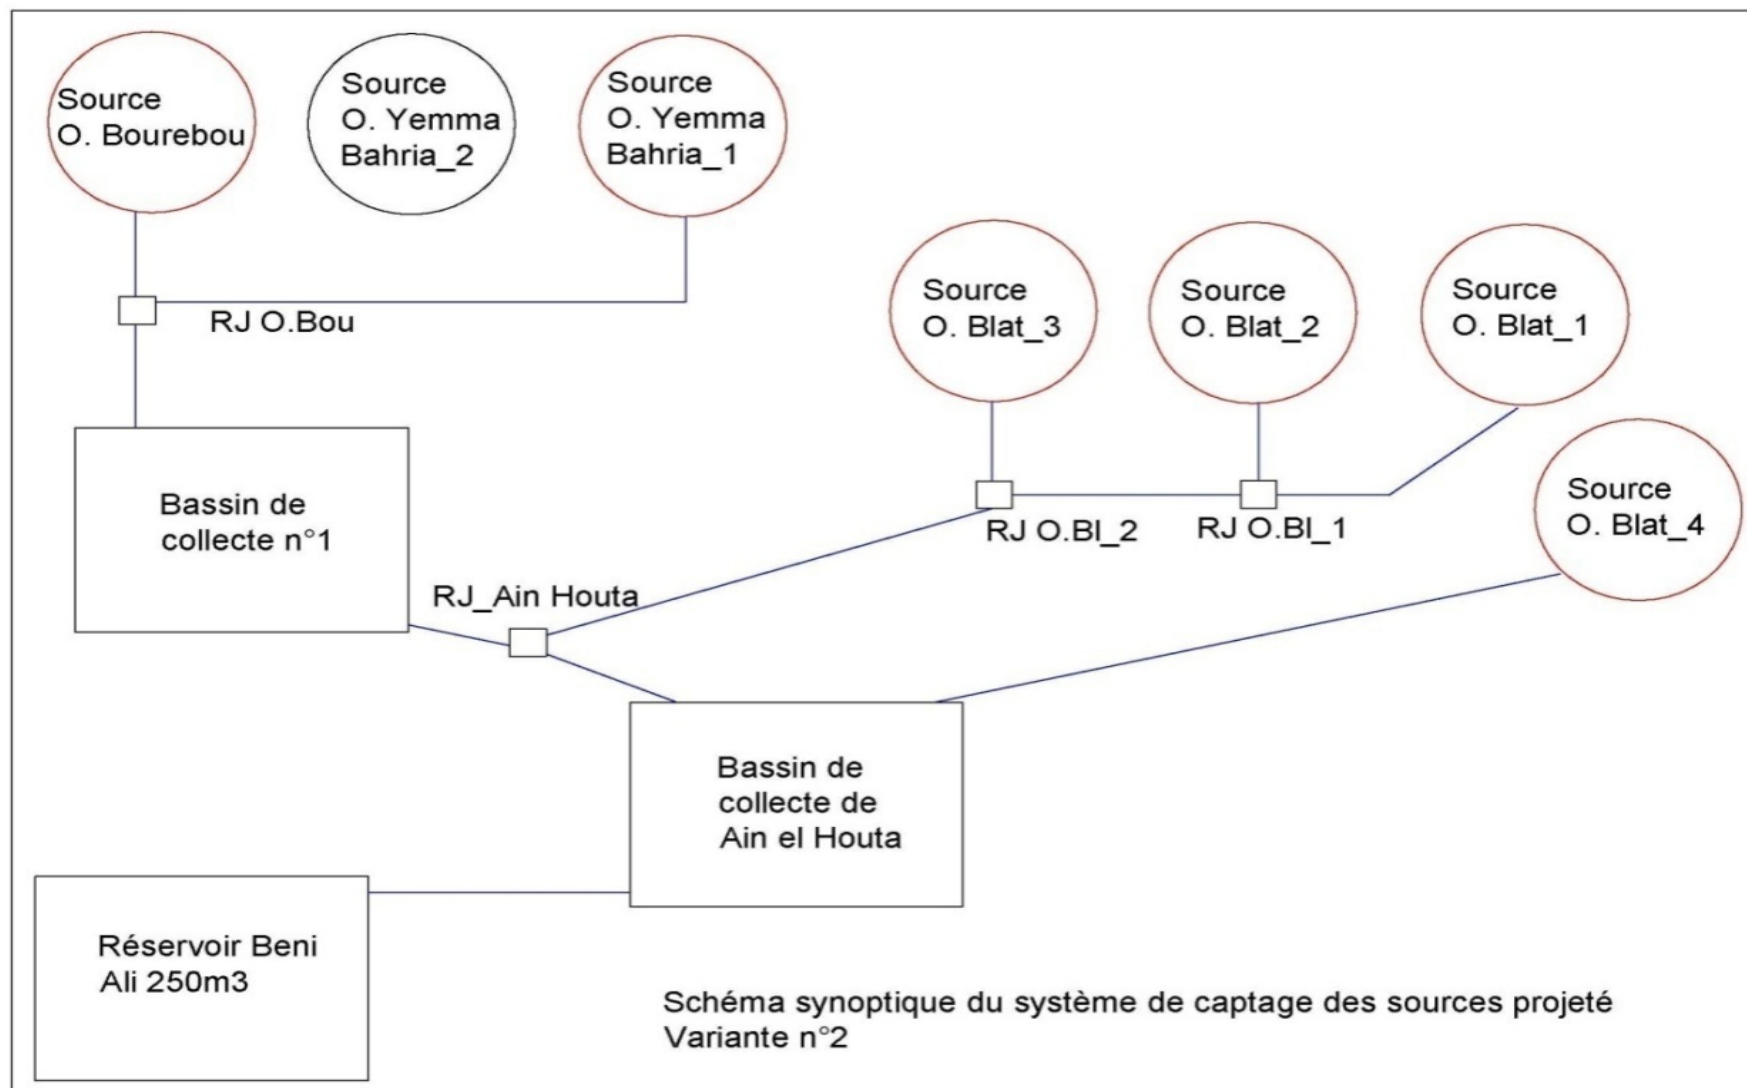 Source
O. Bourebou
Source
O. Yemma
Bahria_2
Source
O. Yemma
Bahria_1
RJ O.Bou
Source
O. Blat_3
Source
O. Blat_2
Source
O. Blat_1
Source
O. Blat_4
RJ O.Bl_2
RJ O.Bl_1
Bassin de
collecte n°1
RJ_Ain Houta
Bassin de
collecte de
Ain el Houta
Réservoir Beni
Ali 250m3
Schéma synoptique du système de captage des sources projeté
Variante n°2